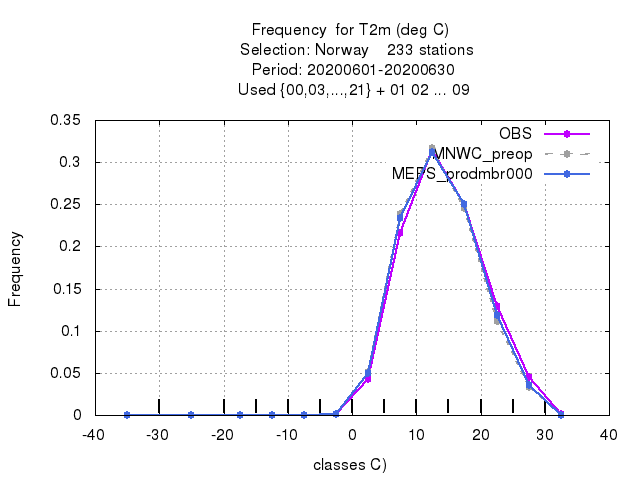 Frequency  for T2m (deg C)
Selection: Norway    233 stations
Period: 20200601-20200630
Used {00,03,...,21} + 01 02 ... 09
0.35
0.3
0.25
0.2
0.15
0.1
0.05
0
Frequency
OBS
MNWC_preop
MEPS_prodmbr000
-40 -30 -20 -10 0 10 20 30 40
classes C)